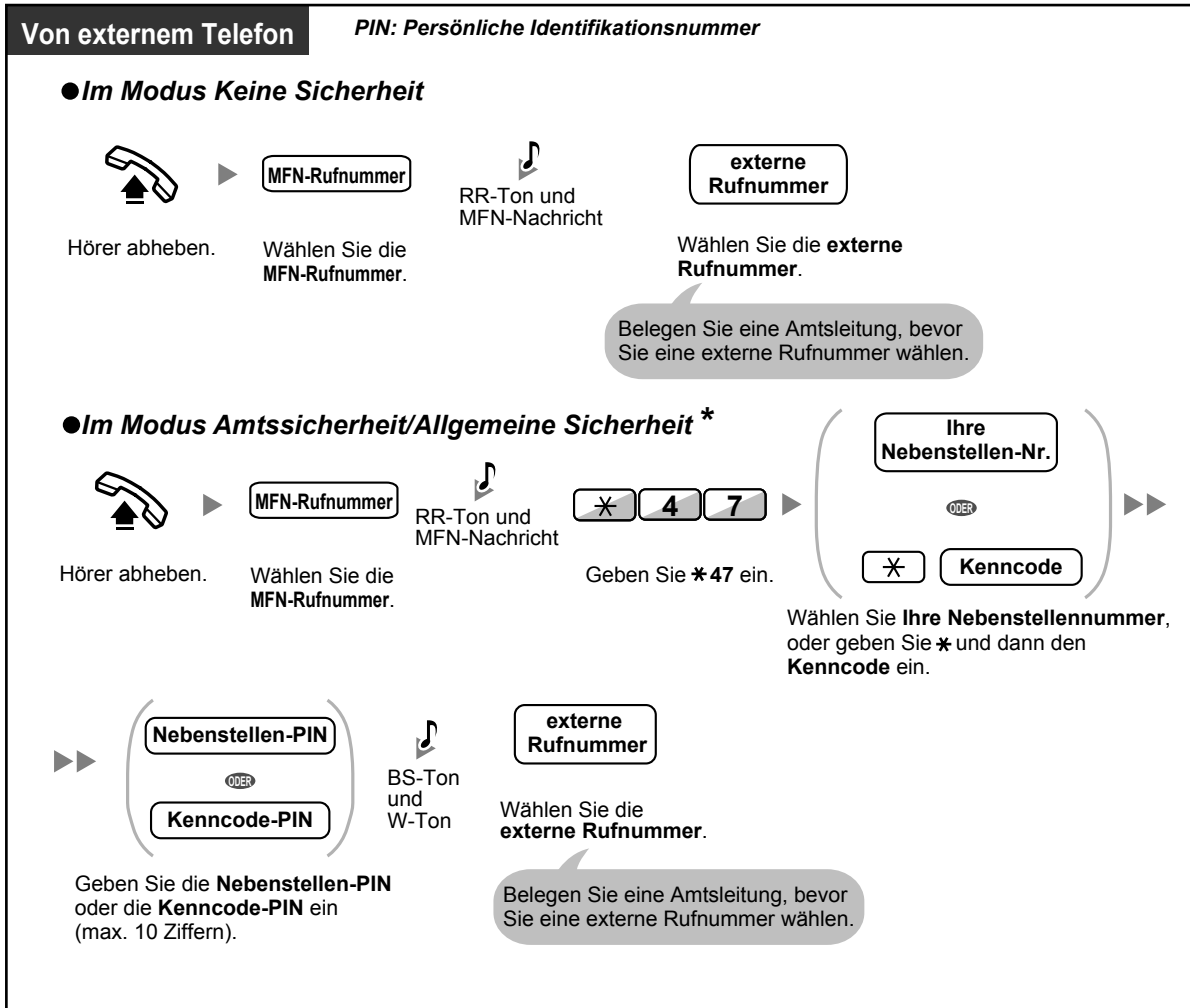 Von externem Telefon
PIN: Persönliche Identifikationsnummer
●Im Modus Keine Sicherheit
MFN-Rufnummer
externe
Rufnummer
RR-Ton und
MFN-Nachricht
Hörer abheben.
Wählen Sie die
MFN-Rufnummer.
Wählen Sie die externe
Rufnummer.
Belegen Sie eine Amtsleitung, bevor
Sie eine externe Rufnummer wählen.
●Im Modus Amtssicherheit/Allgemeine Sicherheit *
MFN-Rufnummer
RR-Ton und
MFN-Nachricht
* 4 7
Ihre
Nebenstellen-Nr.
ODER
* Kenncode
Hörer abheben.
Wählen Sie die
MFN-Rufnummer.
Geben Sie *47 ein.
Wählen Sie Ihre Nebenstellennummer,
oder geben Sie * und dann den
Kenncode ein.
Nebenstellen-PIN
ODER
Kenncode-PIN
BS-Ton
und
W-Ton
externe
Rufnummer
Wählen Sie die
externe Rufnummer.
Geben Sie die Nebenstellen-PIN
oder die Kenncode-PIN ein
(max. 10 Ziffern).
Belegen Sie eine Amtsleitung, bevor
Sie eine externe Rufnummer wählen.